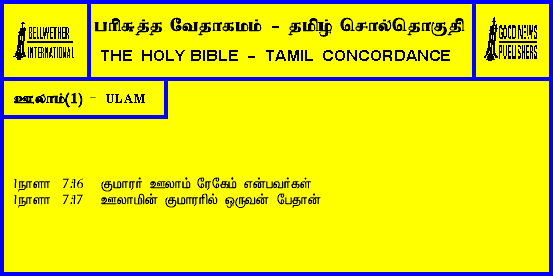 BELLWETHER
INTERNATIONAL
பரிசுத்த வேதாகமம் - தமிழ் சொல்தொகுதி
THE HOLY BIBLE - TAMIL CONCORDANCE
GOOD NEWS
PUBLISHERS
ஊலாம்(1) - ULAM
1நாளா 7:16 குமாரர் ஊலாம் ரேகேம் என்பவர்கள்
1நாளா 7:17 ஊலாமின் குமாரரில் ஒருவன் பேதான்